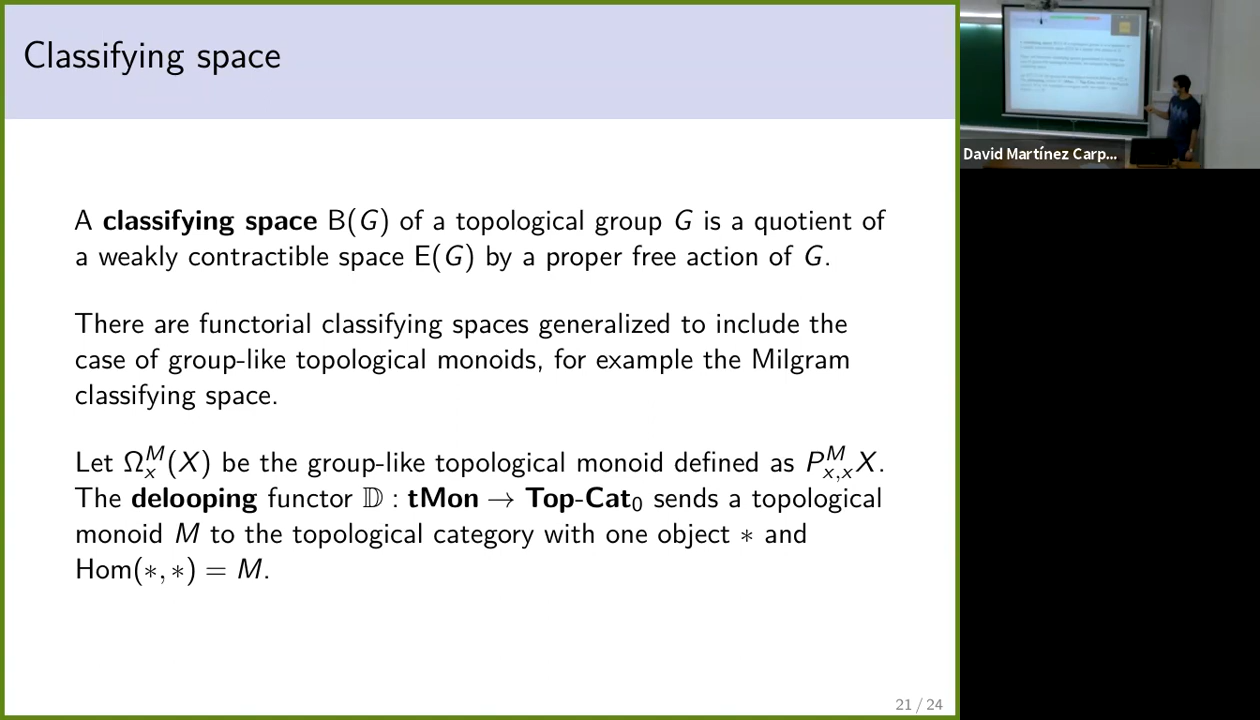 Classifying space
A classifying space B(G) of a topological group G is a quotient of
a weakly contractible space E(G) by a proper free action of G.
There are functorial classifying spaces generalized to include the
case of group-like topological monoids, for example the Milgram
classifying space.
Let Ωₓᴹ(X) be the group-like topological monoid defined as Pₓ,ₓᴹX.
The delooping functor 𝔻 : tMon → Top-Cat₀ sends a topological
monoid M to the topological category with one object ∗ and
Hom(∗, ∗) = M.
21 / 24
David Martínez Carp...